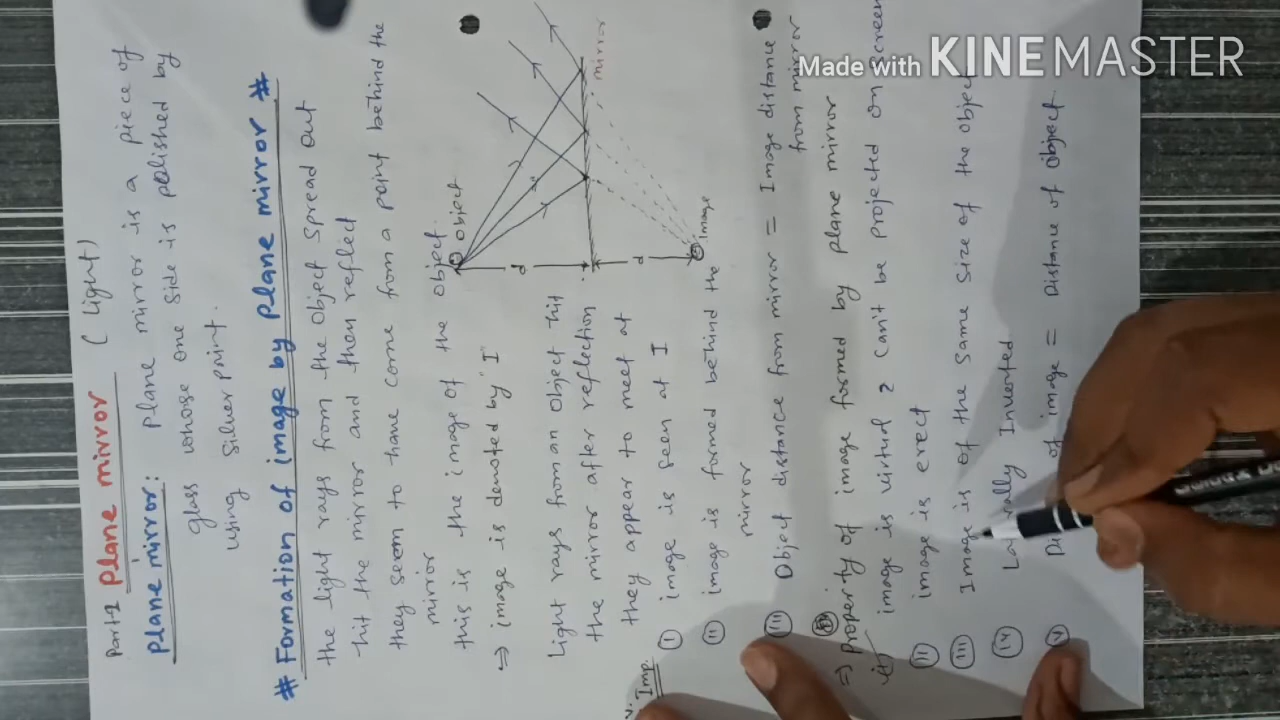 Part-1 Plane mirror (light)
Plane mirror: Plane mirror is a piece of
glass whose one side is polished by
using silver paint.
# Formation of image by plane mirror #
the light rays from the object spread out
hit the mirror and then reflect
they seem to have come from a point behind the
mirror
this is the image of the object
⇒ image is denoted by "I"
Object
mirror
d
d
image
Light rays from an object hit
the mirror after reflection
they appear to meet at
V. Imp.
(I) image is seen at I
(II) image is formed behind the
mirror
(III) Object distance from mirror = Image distance
from mirror
⇒ property of image formed by plane mirror
image is virtual & can't be projected on screen
(II) image is erect
(III) Image is of the same size of the object
(IV) Inverted
(V) of image = Distance of object.
Made with KINEMASTER